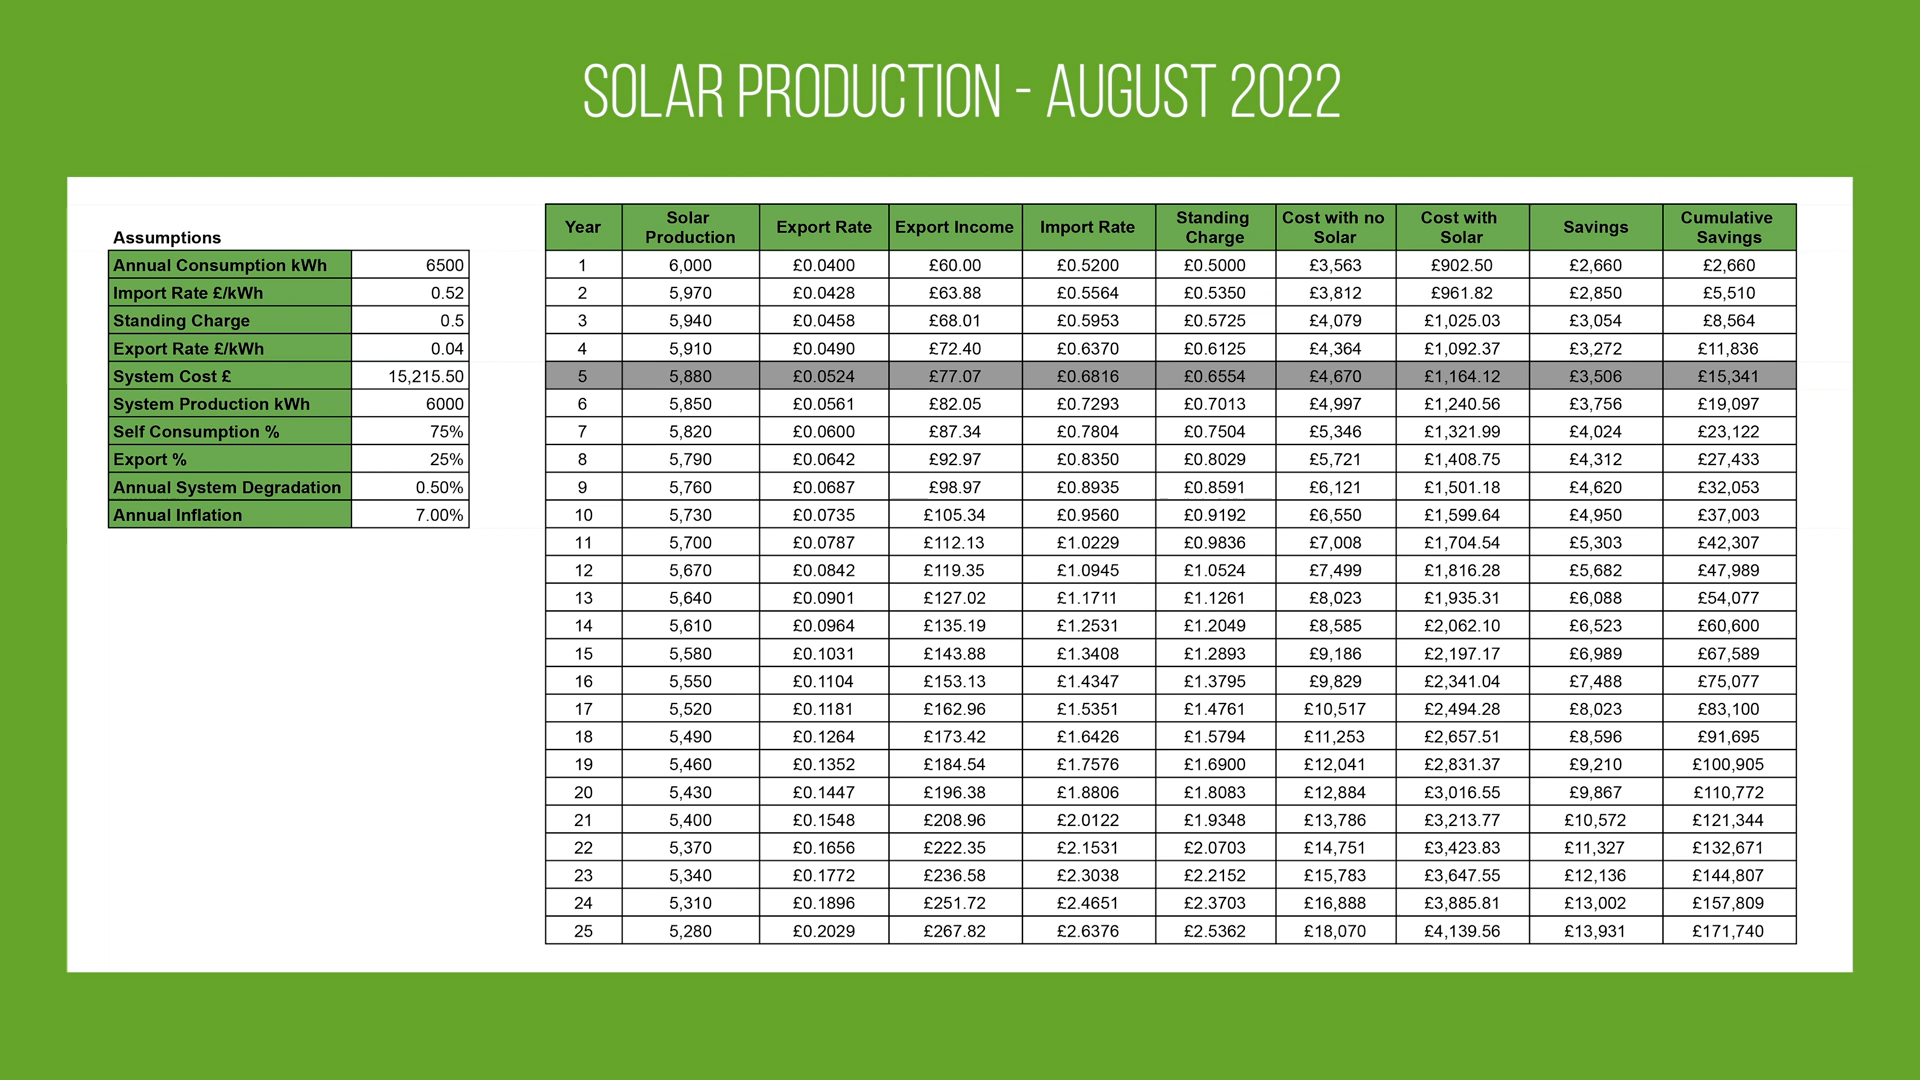 SOLAR PRODUCTION - AUGUST 2022
Assumptions
Annual Consumption kWh 6500
Import Rate £/kWh 0.52
Standing Charge 0.5
Export Rate £/kWh 0.04
System Cost £ 15,215.50
System Production kWh 6000
Self Consumption % 75%
Export % 25%
Annual System Degradation 0.50%
Annual Inflation 7.00%
Year Solar Production Export Rate Export Income Import Rate Standing Charge Cost with no Solar Cost with Solar Savings Cumulative Savings
1 6,000 £0.0400 £60.00 £0.5200 £0.5000 £3,563 £902.50 £2,660 £2,660
2 5,970 £0.0428 £63.88 £0.5564 £0.5350 £3,812 £961.82 £2,850 £5,510
3 5,940 £0.0458 £68.01 £0.5953 £0.5725 £4,079 £1,025.03 £3,054 £8,564
4 5,910 £0.0490 £72.40 £0.6370 £0.6125 £4,364 £1,092.37 £3,272 £11,836
5 5,880 £0.0524 £77.07 £0.6816 £0.6554 £4,670 £1,164.12 £3,506 £15,341
6 5,850 £0.0561 £82.05 £0.7293 £0.7013 £4,997 £1,240.56 £3,756 £19,097
7 5,820 £0.0600 £87.34 £0.7804 £0.7504 £5,346 £1,321.99 £4,024 £23,122
8 5,790 £0.0642 £92.97 £0.8350 £0.8029 £5,721 £1,408.75 £4,312 £27,433
9 5,760 £0.0687 £98.97 £0.8935 £0.8591 £6,121 £1,501.18 £4,620 £32,053
10 5,730 £0.0735 £105.34 £0.9560 £0.9192 £6,550 £1,599.64 £4,950 £37,003
11 5,700 £0.0787 £112.13 £1.0229 £0.9836 £7,008 £1,704.54 £5,303 £42,307
12 5,670 £0.0842 £119.35 £1.0945 £1.0524 £7,499 £1,816.28 £5,682 £47,989
13 5,640 £0.0901 £127.02 £1.1711 £1.1261 £8,023 £1,935.31 £6,088 £54,077
14 5,610 £0.0964 £135.19 £1.2531 £1.2049 £8,585 £2,062.10 £6,523 £60,600
15 5,580 £0.1031 £143.88 £1.3408 £1.2893 £9,186 £2,197.17 £6,989 £67,589
16 5,550 £0.1104 £153.13 £1.4347 £1.3795 £9,829 £2,341.04 £7,488 £75,077
17 5,520 £0.1181 £162.96 £1.5351 £1.4761 £10,517 £2,494.28 £8,023 £83,100
18 5,490 £0.1264 £173.42 £1.6426 £1.5794 £11,253 £2,657.51 £8,596 £91,695
19 5,460 £0.1352 £184.54 £1.7576 £1.6900 £12,041 £2,831.37 £9,210 £100,905
20 5,430 £0.1447 £196.38 £1.8806 £1.8083 £12,884 £3,016.55 £9,867 £110,772
21 5,400 £0.1548 £208.96 £2.0122 £1.9348 £13,786 £3,213.77 £10,572 £121,344
22 5,370 £0.1656 £222.35 £2.1531 £2.0703 £14,751 £3,423.83 £11,327 £132,671
23 5,340 £0.1772 £236.58 £2.3038 £2.2152 £15,783 £3,647.55 £12,136 £144,807
24 5,310 £0.1896 £251.72 £2.4651 £2.3703 £16,888 £3,885.81 £13,002 £157,809
25 5,280 £0.2029 £267.82 £2.6376 £2.5362 £18,070 £4,139.56 £13,931 £171,740